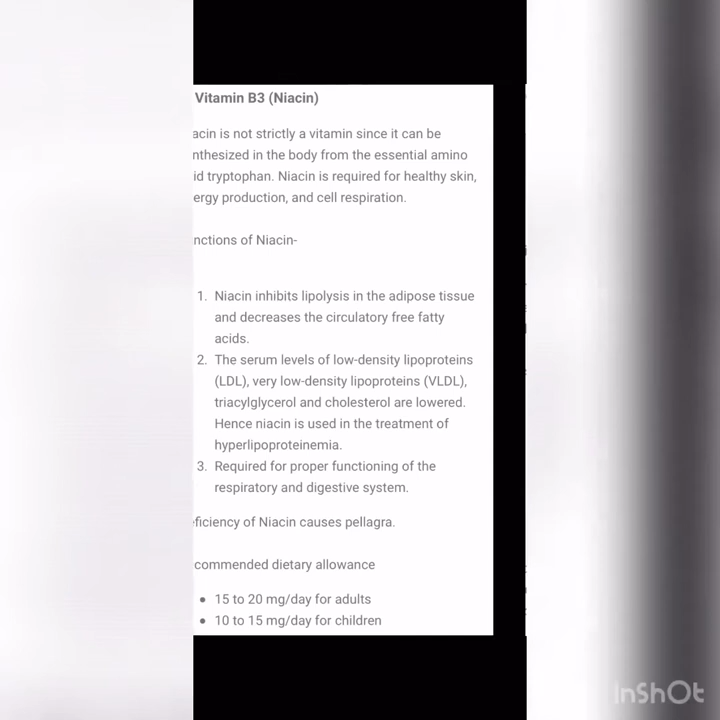 Vitamin B3 (Niacin)
acin is not strictly a vitamin since it can be
nthesized in the body from the essential amino
id tryptophan. Niacin is required for healthy skin,
ergy production, and cell respiration.
nctions of Niacin-
1. Niacin inhibits lipolysis in the adipose tissue
and decreases the circulatory free fatty
acids.
2. The serum levels of low-density lipoproteins
(LDL), very low-density lipoproteins (VLDL),
triacylglycerol and cholesterol are lowered.
Hence niacin is used in the treatment of
hyperlipoproteinemia.
3. Required for proper functioning of the
respiratory and digestive system.
eficiency of Niacin causes pellagra.
commended dietary allowance
• 15 to 20 mg/day for adults
• 10 to 15 mg/day for children
InShOt